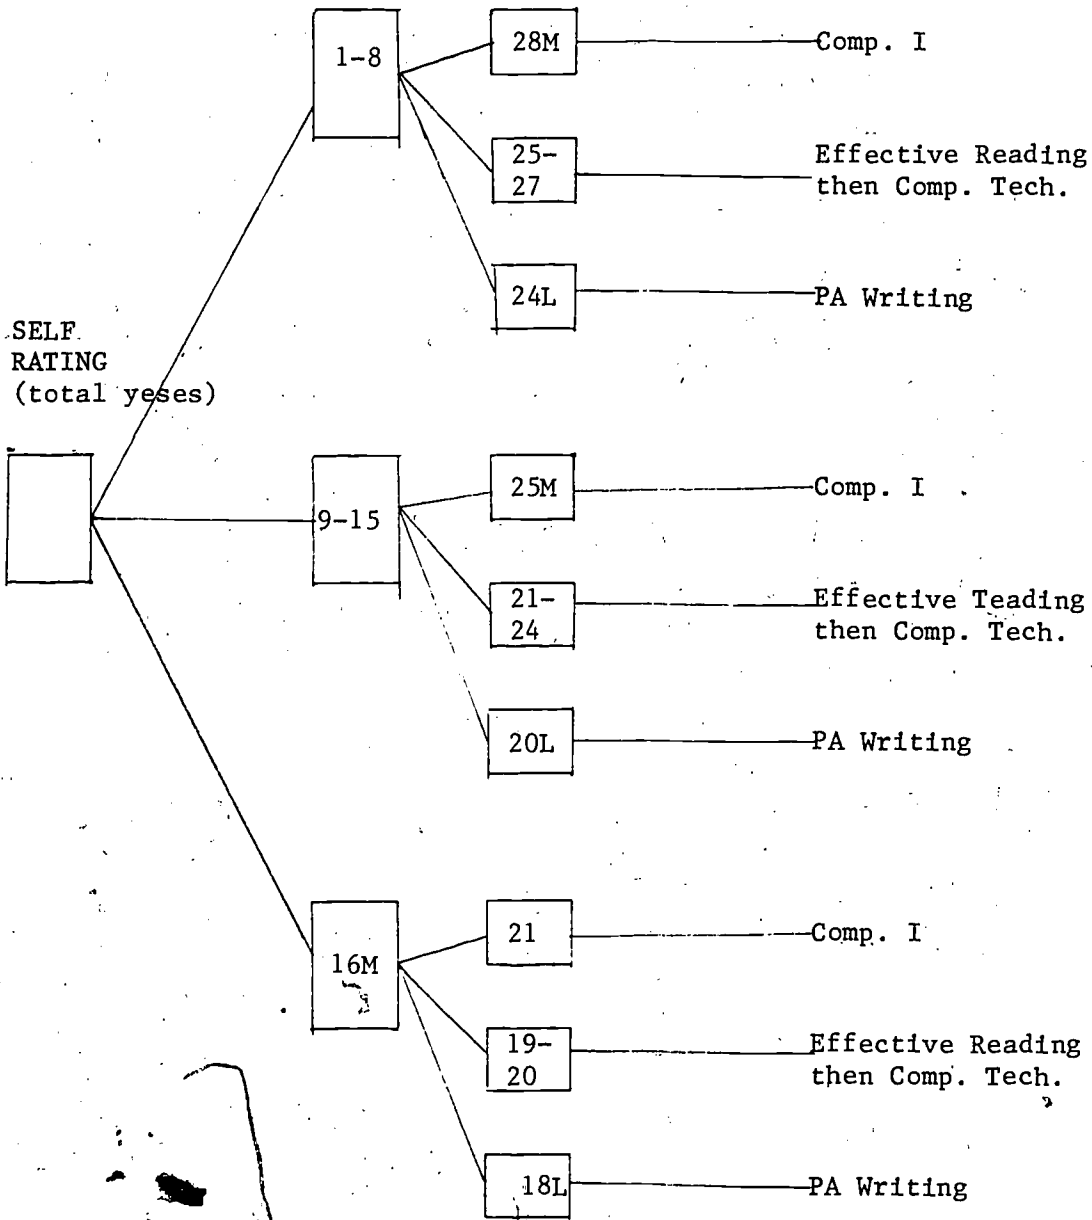 28M
Comp. I
1-8
25-
27
Effective Reading
then Comp. Tech.
24L
PA Writing
SELF
RATING
(total yeses)
25M
Comp. I
9-15
21-
24
Effective Teading
then Comp. Tech.
20L
PA Writing
21
Comp. I
16M
19-
20
Effective Reading
then Comp. Tech.
18L
PA Writing